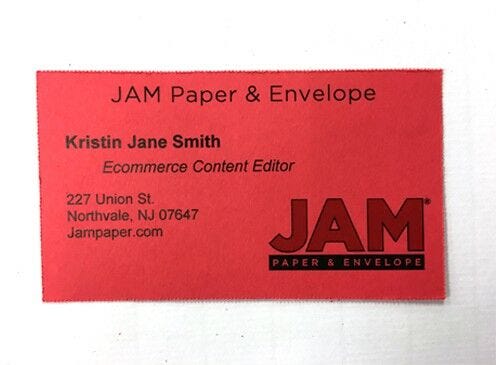 JAM Paper & Envelope
Kristin Jane Smith
Ecommerce Content Editor
227 Union St.
Northvale, NJ 07647
Jampaper.com
JAM®
PAPER & ENVELOPE